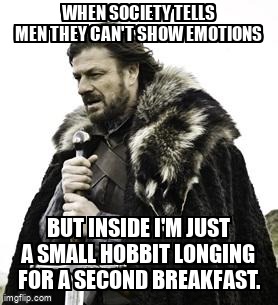 WHEN SOCIETY TELLS
MEN THEY CAN'T SHOW EMOTIONS
BUT INSIDE I'M JUST
A SMALL HOBBIT LONGING
FOR A SECOND BREAKFAST.
imgflip.com